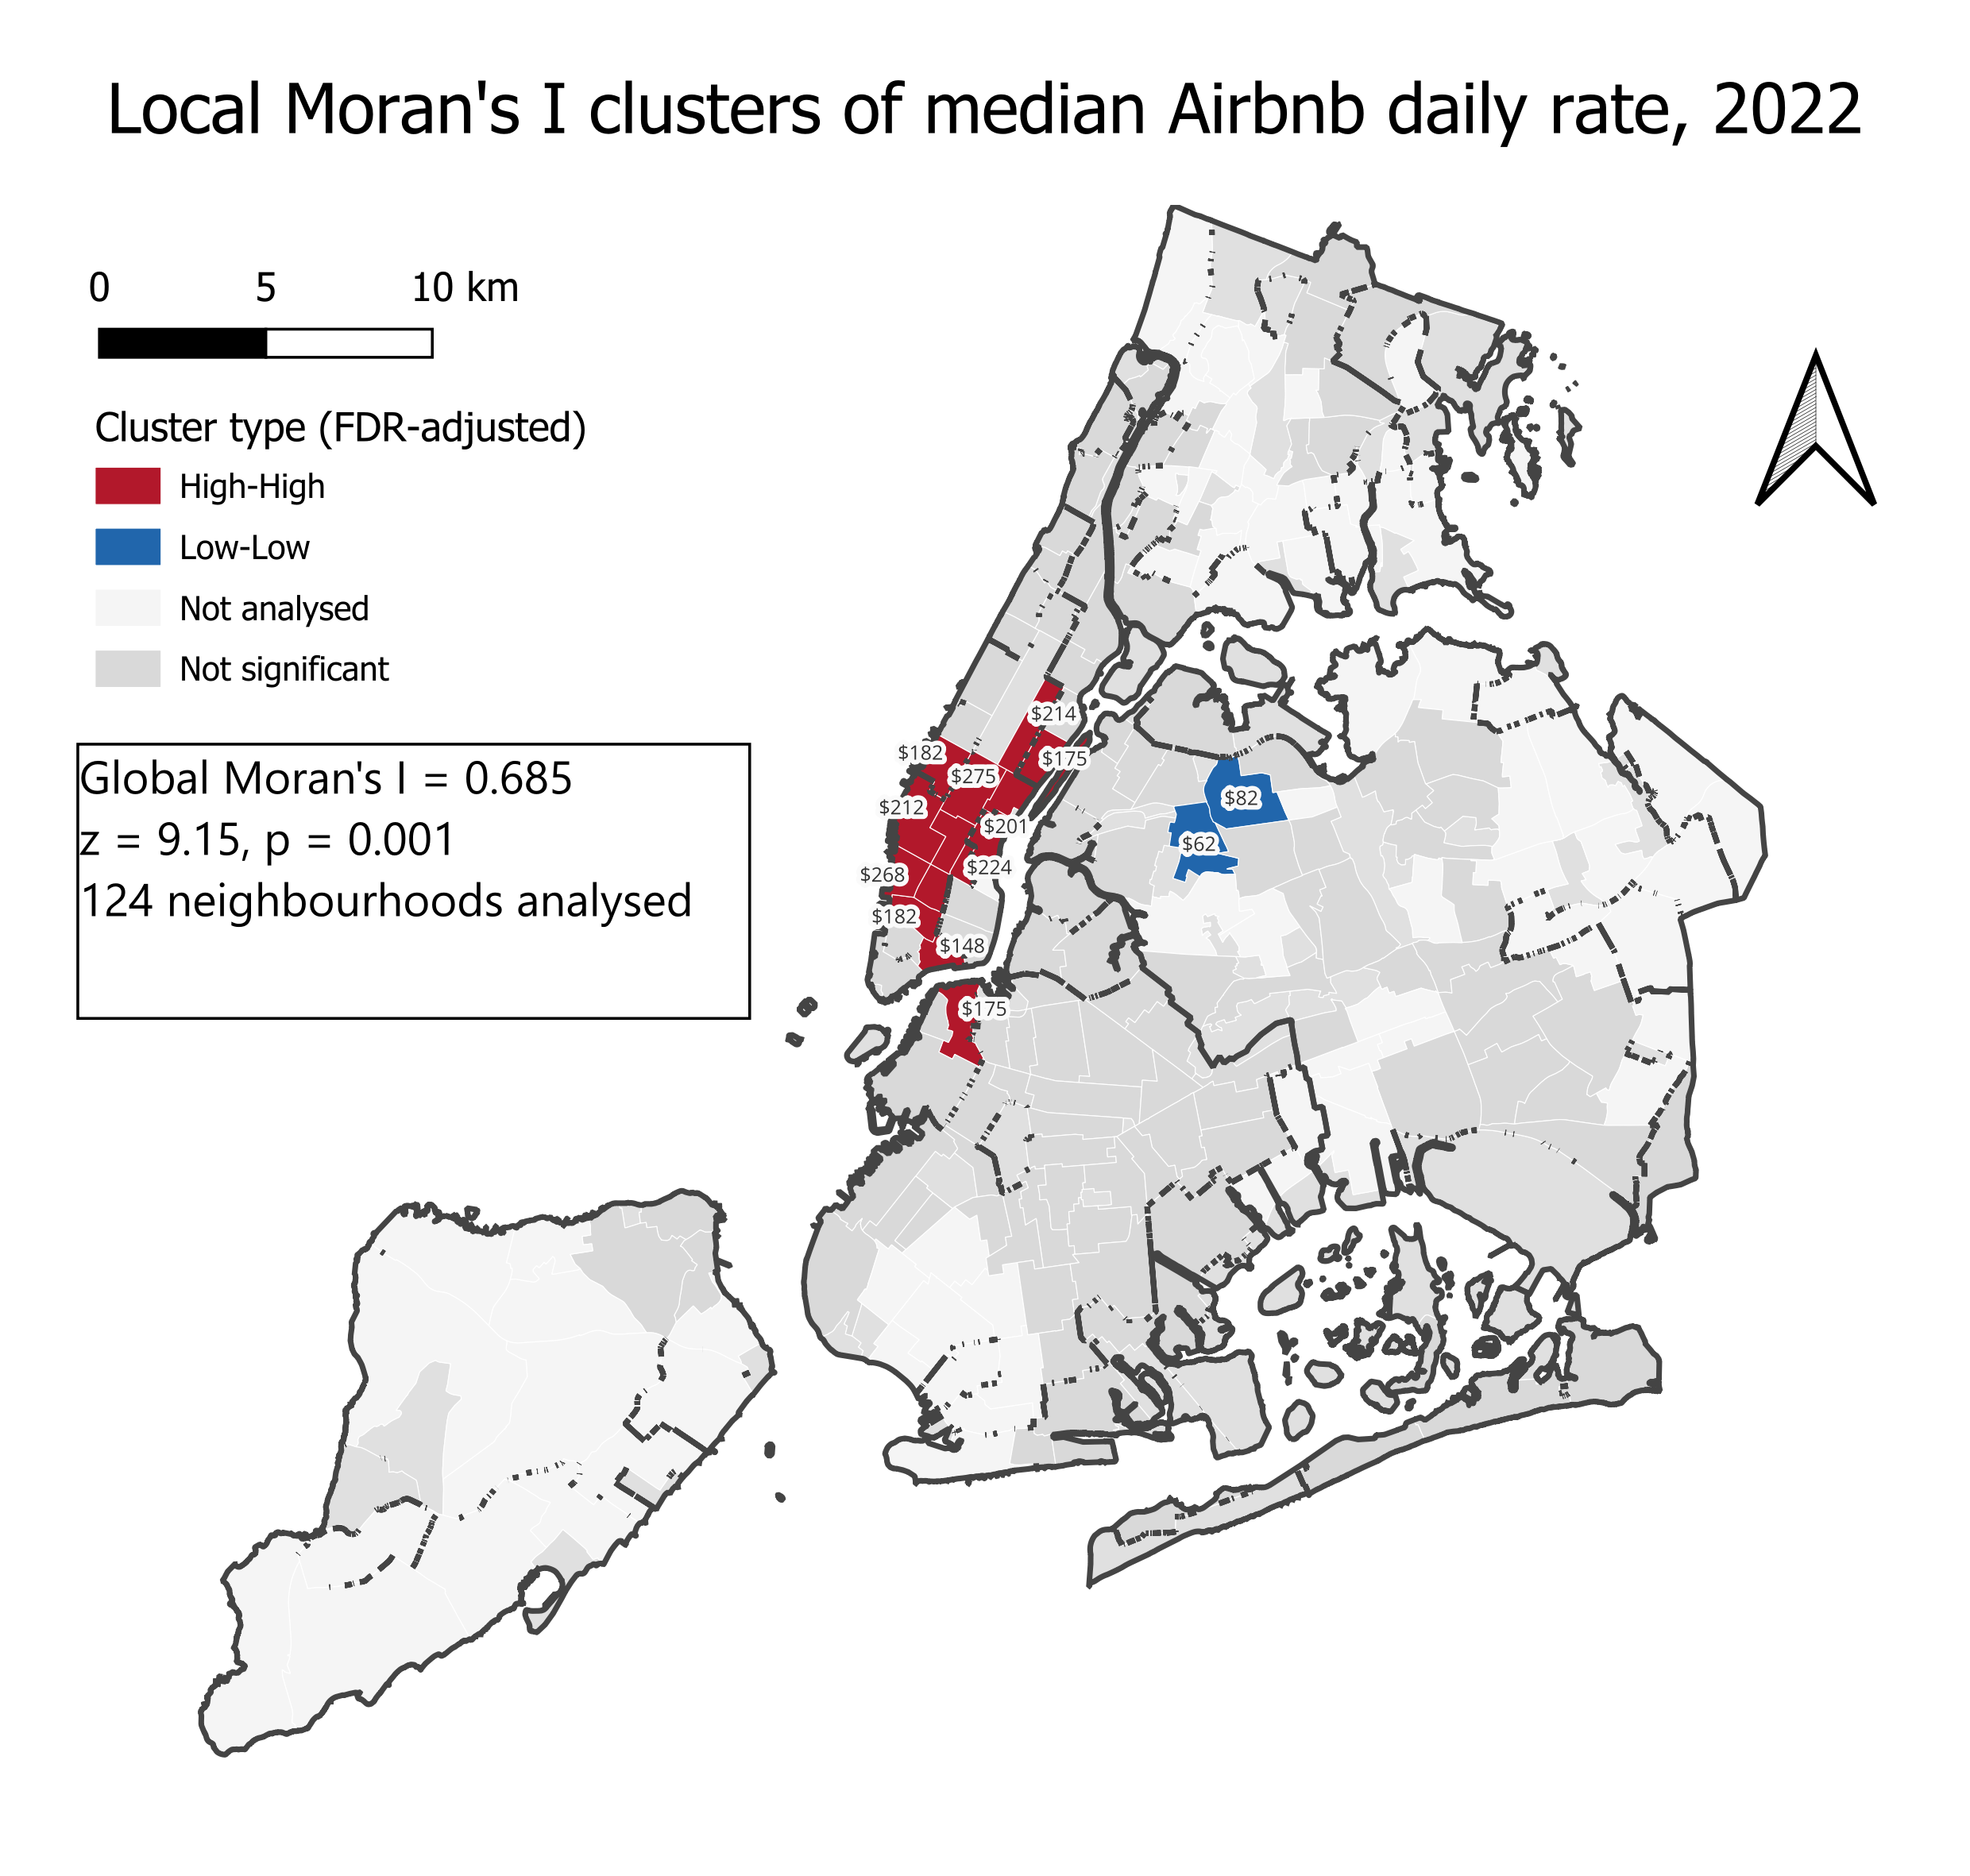 Local Moran's I clusters of median Airbnb daily rate, 2022
0 5 10 km
Cluster type (FDR-adjusted)
High-High
Low-Low
Not analysed
Not significant
Global Moran's I = 0.685
z = 9.15, p = 0.001
124 neighbourhoods analysed
$214
$182
$175
$275
$82
$212
$201
$62
$224
$268
$182
$148
$175